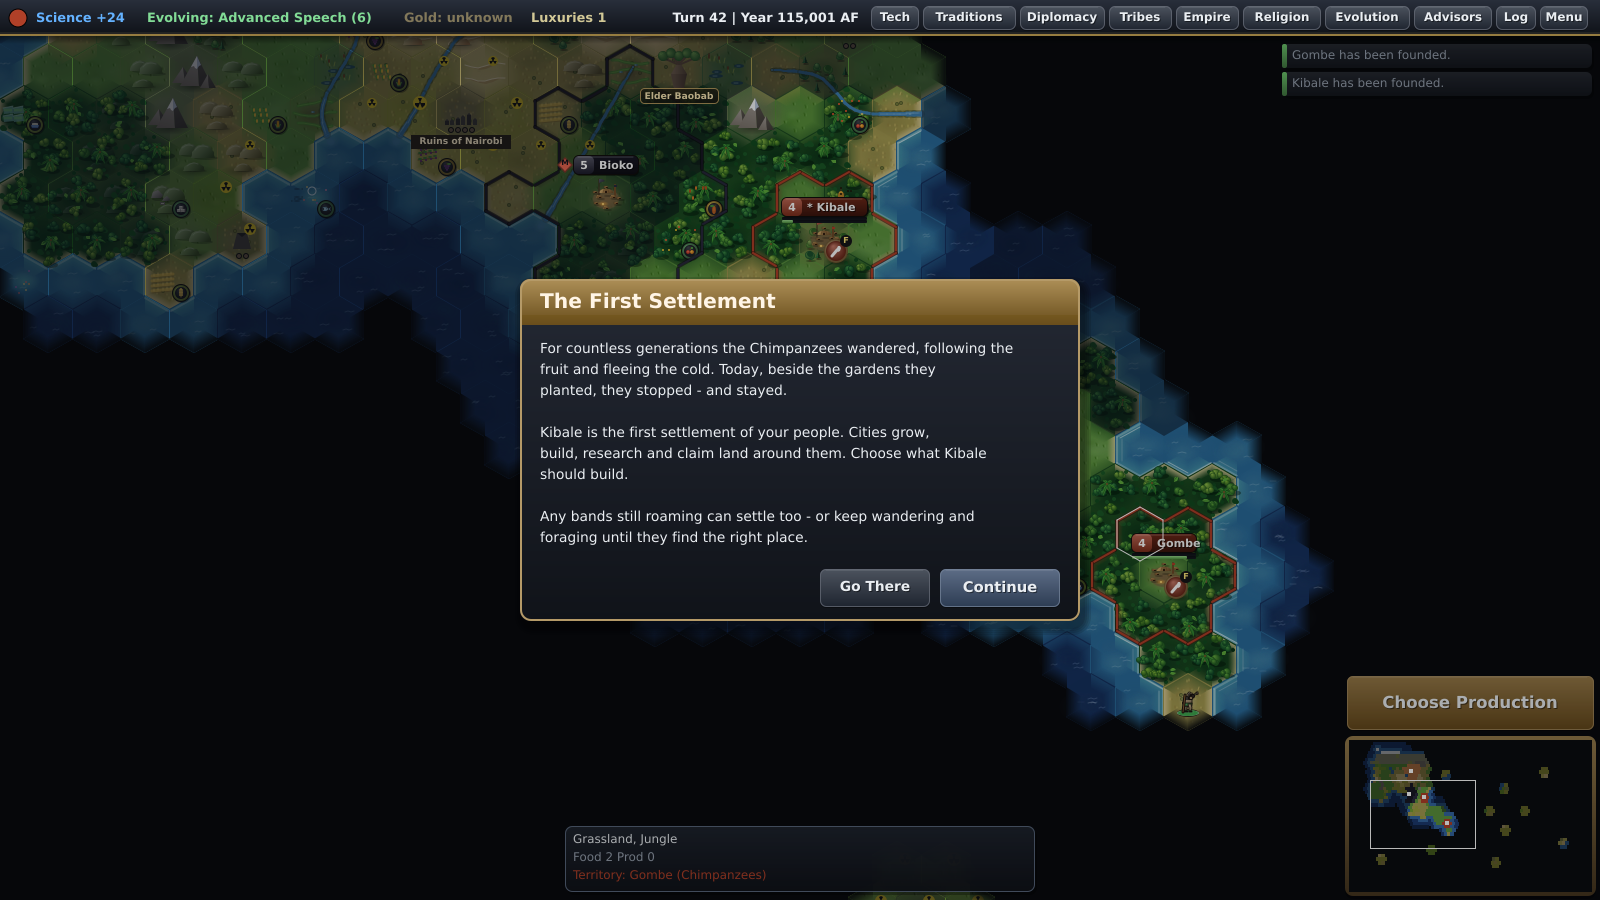 Science +24
Evolving: Advanced Speech (6)
Gold: unknown
Luxuries 1
Turn 42 | Year 115,001 AF
Tech
Traditions
Diplomacy
Tribes
Empire
Religion
Evolution
Advisors
Log
Menu
Gombe has been founded.
Kibale has been founded.
Elder Baobab
Ruins of Nairobi
5 Bioko
4 * Kibale
F
The First Settlement
For countless generations the Chimpanzees wandered, following the
fruit and fleeing the cold. Today, beside the gardens they
planted, they stopped - and stayed.
Kibale is the first settlement of your people. Cities grow,
build, research and claim land around them. Choose what Kibale
should build.
Any bands still roaming can settle too - or keep wandering and
foraging until they find the right place.
Go There
Continue
4 Gombe
F
Choose Production
Grassland, Jungle
Food 2 Prod 0
Territory: Gombe (Chimpanzees)